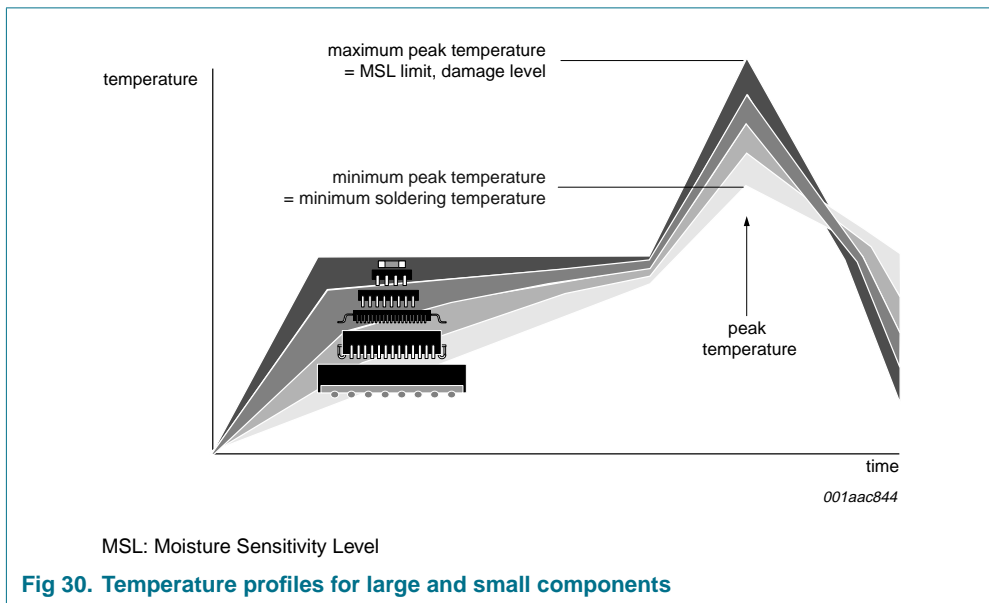 maximum peak temperature
= MSL limit, damage level
temperature
minimum peak temperature
= minimum soldering temperature
peak
temperature
time
001aac844
MSL: Moisture Sensitivity Level
Fig 30. Temperature profiles for large and small components